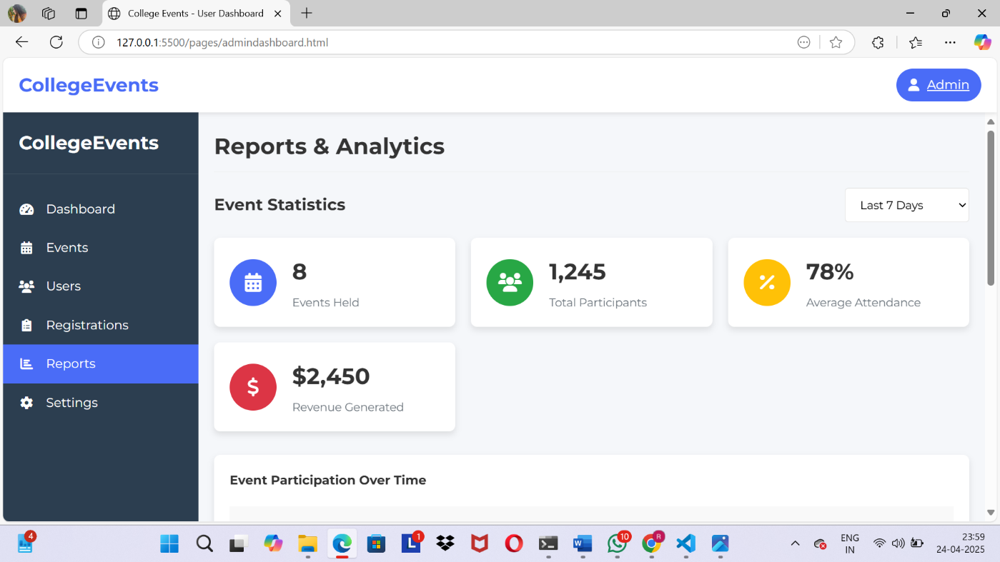 College Events - User Dashboard
127.0.0.1:5500/pages/admindashboard.html
CollegeEvents
Admin
CollegeEvents
Dashboard
Events
Users
Registrations
Reports
Settings
Reports & Analytics
Event Statistics
Last 7 Days
8
Events Held
1,245
Total Participants
78%
Average Attendance
$
$2,450
Revenue Generated
Event Participation Over Time
4
L
1
W
10
R
ENG
IN
23:59
24-04-2025